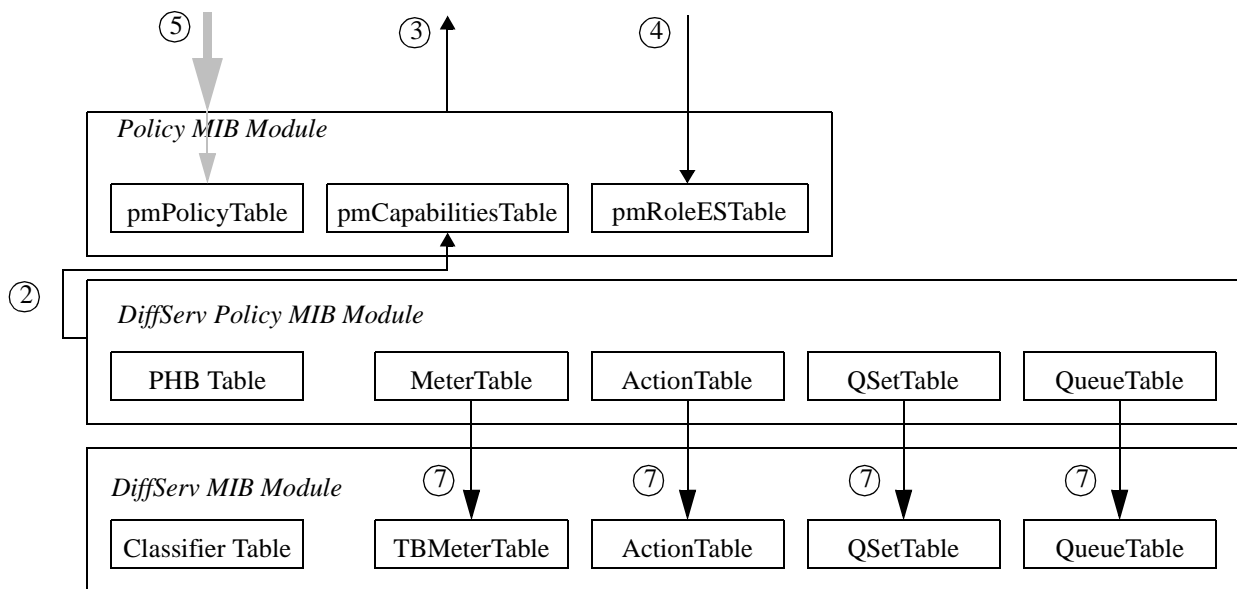 5 3 4
Policy MIB Module
pmPolicyTable pmCapabilitiesTable pmRoleESTable
2
DiffServ Policy MIB Module
PHB Table MeterTable ActionTable QSetTable QueueTable
DiffServ MIB Module
7 7 7 7
Classifier Table TBMeterTable ActionTable QSetTable QueueTable